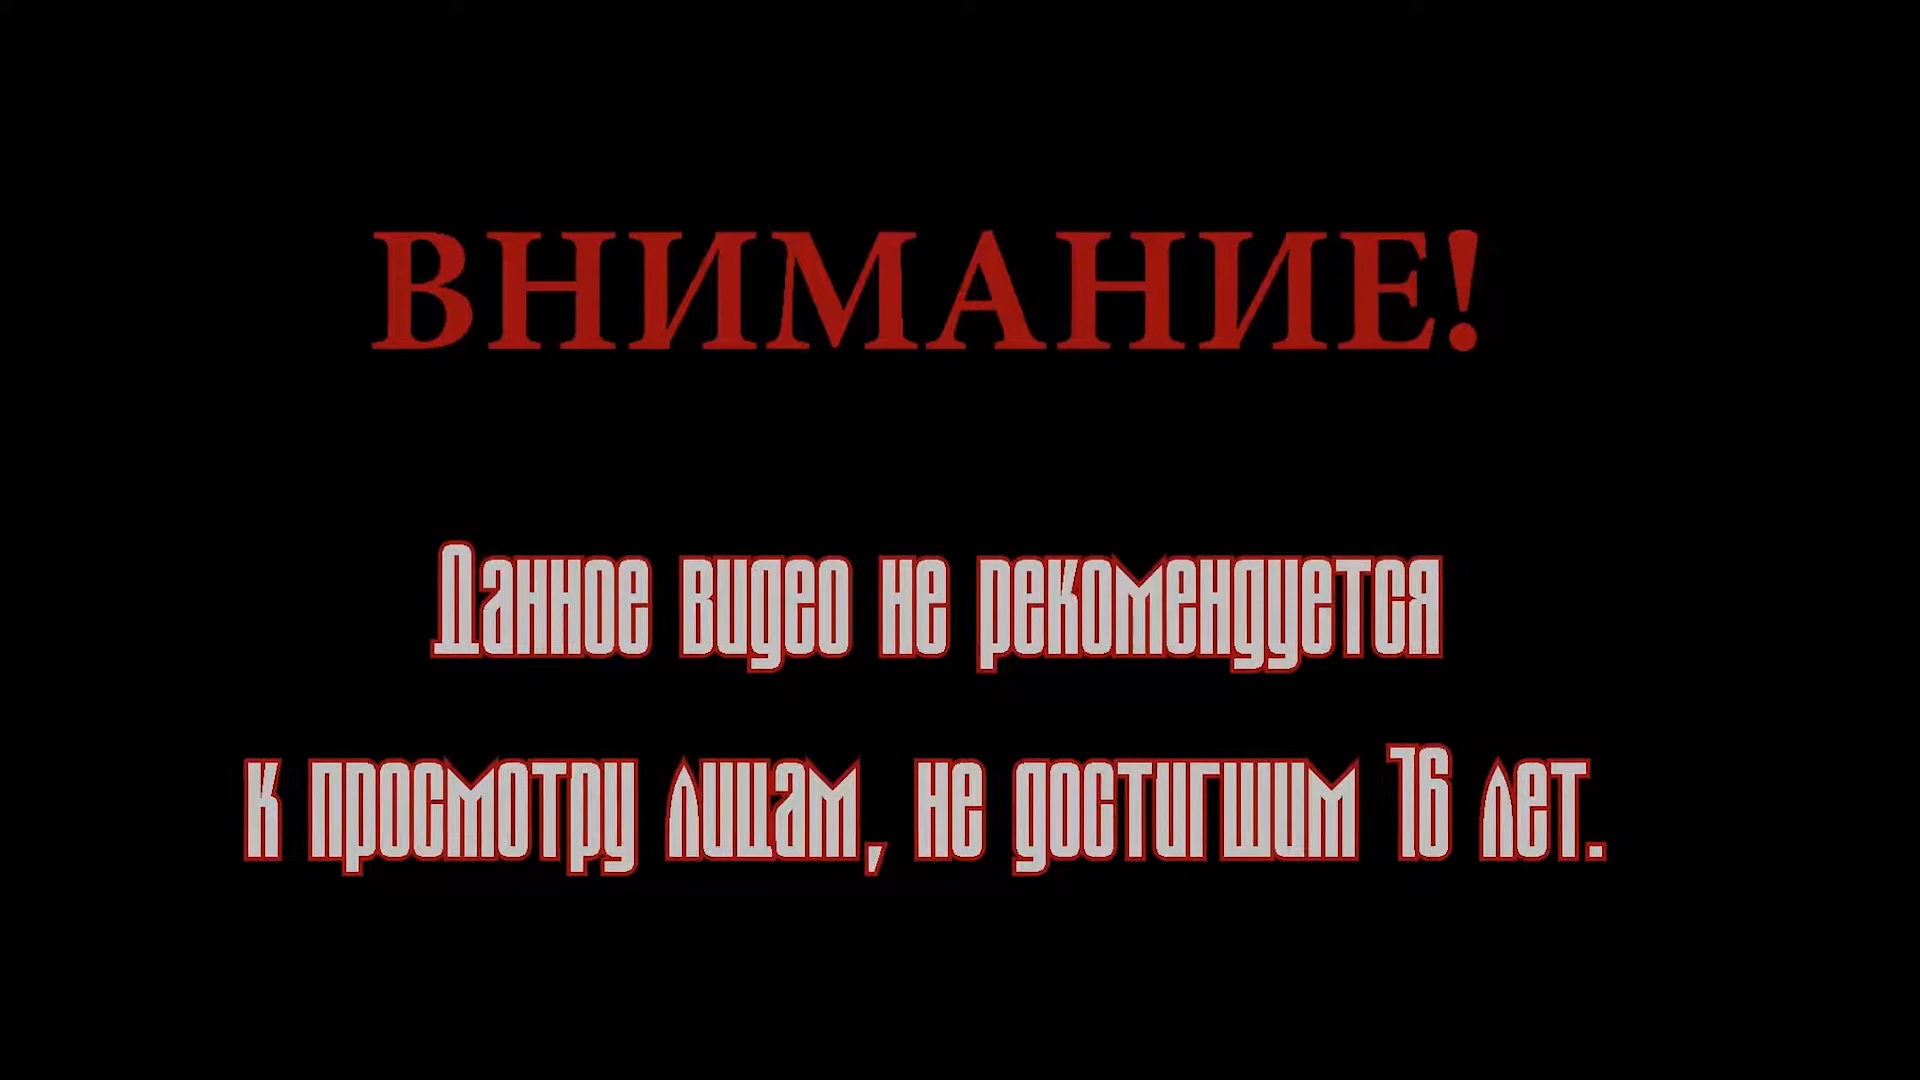 ВНИМАНИЕ!
Данное видео не рекомендуется
к просмотру лицам, не достигшим 16 лет.